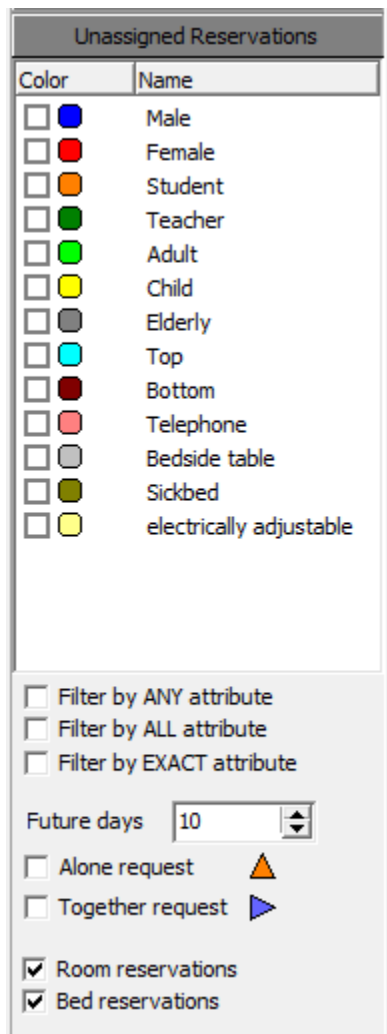 Unassigned Reservations
Color Name
Male
Female
Student
Teacher
Adult
Child
Elderly
Top
Bottom
Telephone
Bedside table
Sickbed
electrically adjustable
Filter by ANY attribute
Filter by ALL attribute
Filter by EXACT attribute
Future days 10
Alone request
Together request
Room reservations
Bed reservations